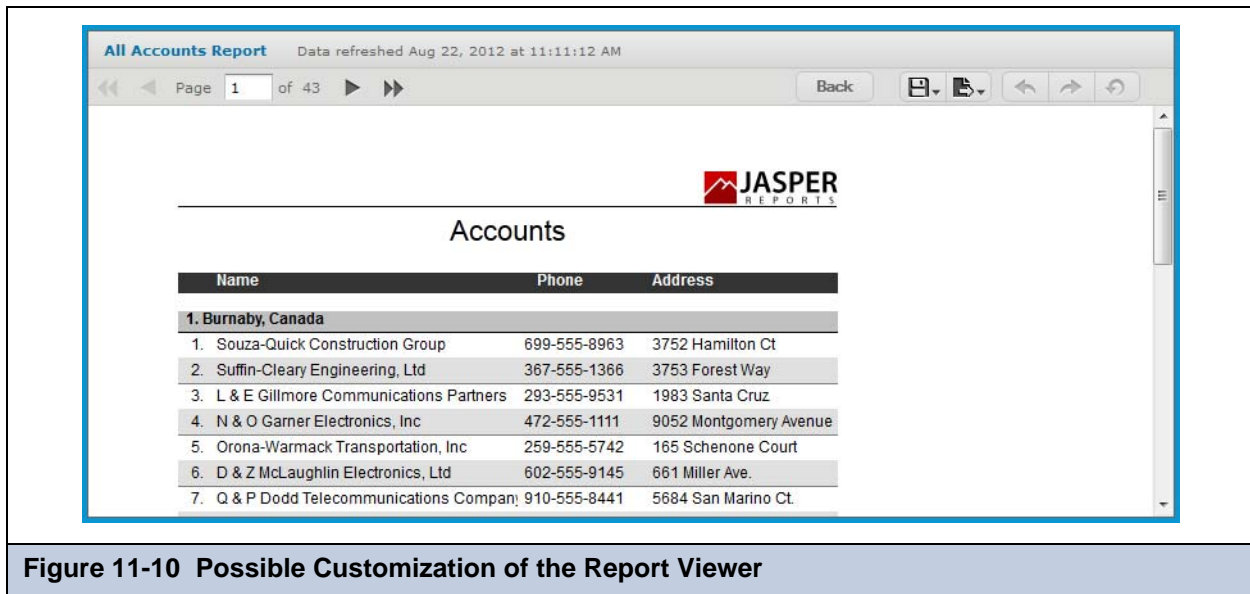 All Accounts Report Data refreshed Aug 22, 2012 at 11:11:12 AM
Page 1 of 43 Back
JASPER
REPORTS
Accounts
Name Phone Address
1. Burnaby, Canada
1. Souza-Quick Construction Group 699-555-8963 3752 Hamilton Ct
2. Suffin-Cleary Engineering, Ltd 367-555-1366 3753 Forest Way
3. L & E Gillmore Communications Partners 293-555-9531 1983 Santa Cruz
4. N & O Garner Electronics, Inc 472-555-1111 9052 Montgomery Avenue
5. Orona-Warmack Transportation, Inc 259-555-5742 165 Schenone Court
6. D & Z McLaughlin Electronics, Ltd 602-555-9145 661 Miller Ave.
7. Q & P Dodd Telecommunications Company 910-555-8441 5684 San Marino Ct.
Figure 11-10 Possible Customization of the Report Viewer